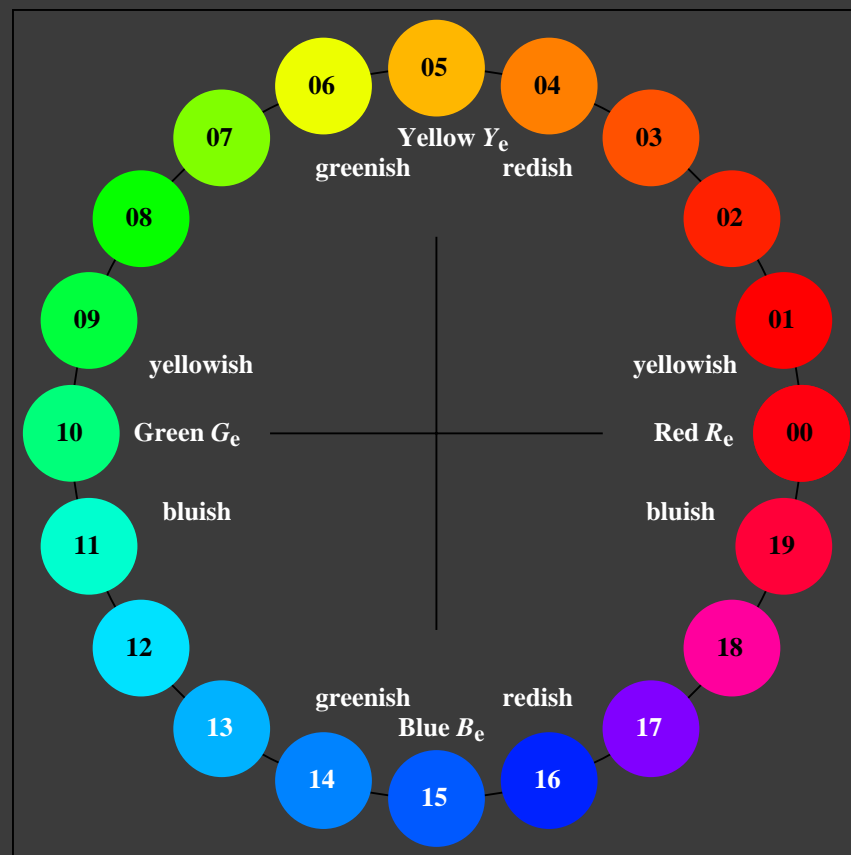 05
06
04
07
Yellow Ye
03
greenish
redish
08
02
09
01
yellowish
yellowish
10
Green Ge
Red Re
00
bluish
bluish
11
19
12
18
greenish
redish
13
Blue Be
17
14
16
15